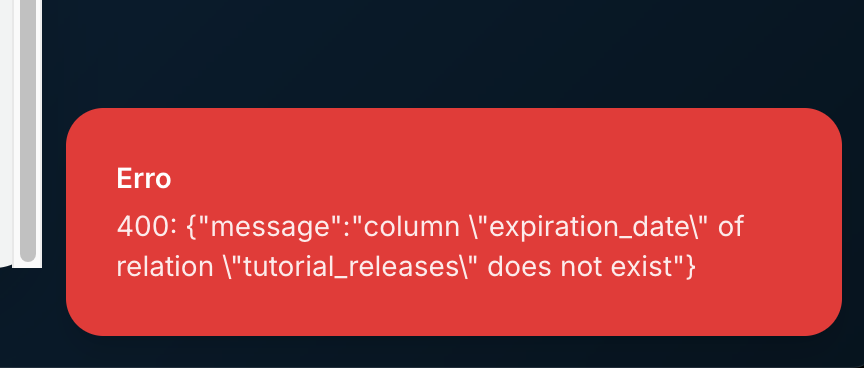 Erro
400: {"message":"column \"expiration_date\" of
relation \"tutorial_releases\" does not exist"}